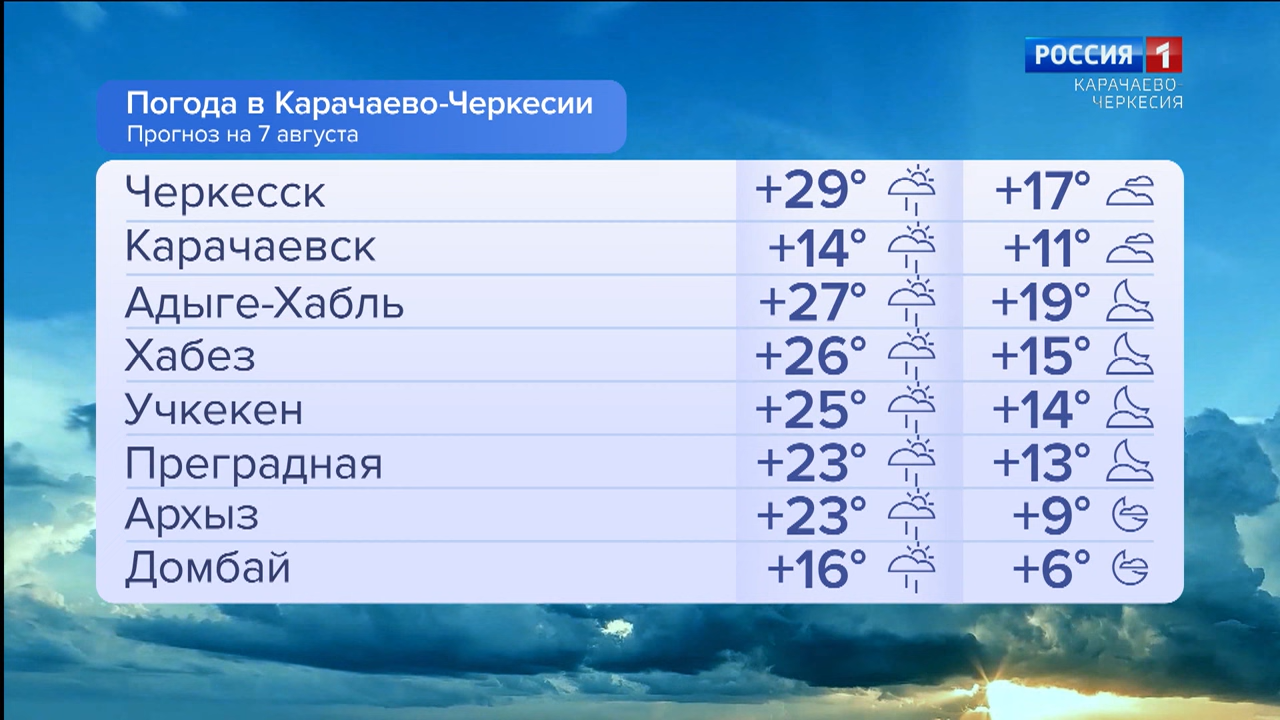 РОССИЯ 1
КАРАЧАЕВО-
ЧЕРКЕСИЯ
Погода в Карачаево-Черкесии
Прогноз на 7 августа
Черкесск +29° +17°
Карачаевск +14° +11°
Адыге-Хабль +27° +19°
Хабез +26° +15°
Учкекен +25° +14°
Преградная +23° +13°
Архыз +23° +9°
Домбай +16° +6°